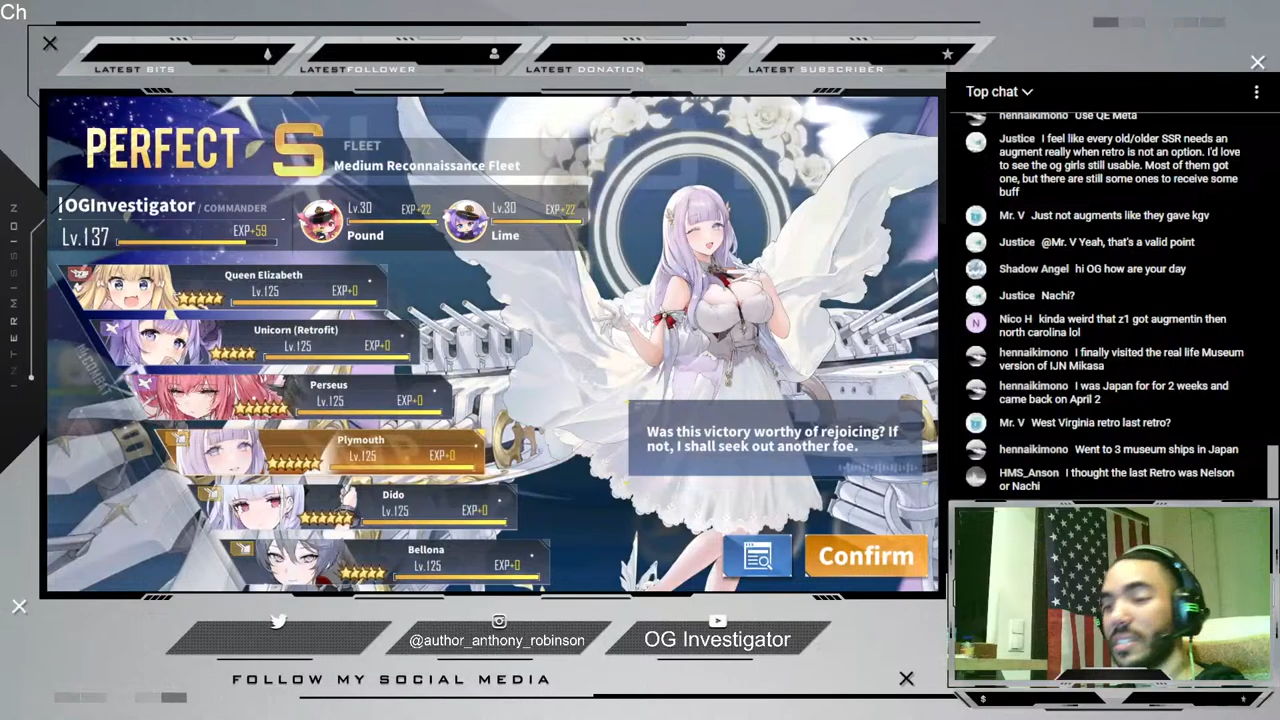 Ch
LATEST BITS
LATEST FOLLOWER
LATEST DONATION
LATEST SUBSCRIBER
INTERMISSION
PERFECT S
FLEET
Medium Reconnaissance Fleet
!OGInvestigator / COMMANDER
Lv.137 EXP+59
Lv.30 EXP+22
Pound
Lv.30 EXP+22
Lime
Queen Elizabeth
Lv.125 EXP+0
Unicorn (Retrofit)
Lv.125 EXP+0
Perseus
Lv.125 EXP+0
Plymouth
Lv.125 EXP+0
Dido
Lv.125 EXP+0
Bellona
Lv.125 EXP+0
Was this victory worthy of rejoicing? If
not, I shall seek out another foe.
Confirm
Top chat
hennaikimono Use QE Meta
Justice I feel like every old/older SSR needs an
augment really when retro is not an option. I'd love
to see the og girls still usable. Most of them got
one, but there are still some ones to receive some
buff
Mr. V Just not augments like they gave kgv
Justice @Mr. V Yeah, that's a valid point
Shadow Angel hi OG how are your day
Justice Nachi?
N
Nico H kinda weird that z1 got augmentin then
north carolina lol
hennaikimono I finally visited the real life Museum
version of IJN Mikasa
hennaikimono I was Japan for for 2 weeks and
came back on April 2
Mr. V West Virginia retro last retro?
hennaikimono Went to 3 museum ships in Japan
HMS_Anson I thought the last Retro was Nelson
or Nachi
@author_anthony_robinson
OG Investigator
FOLLOW MY SOCIAL MEDIA